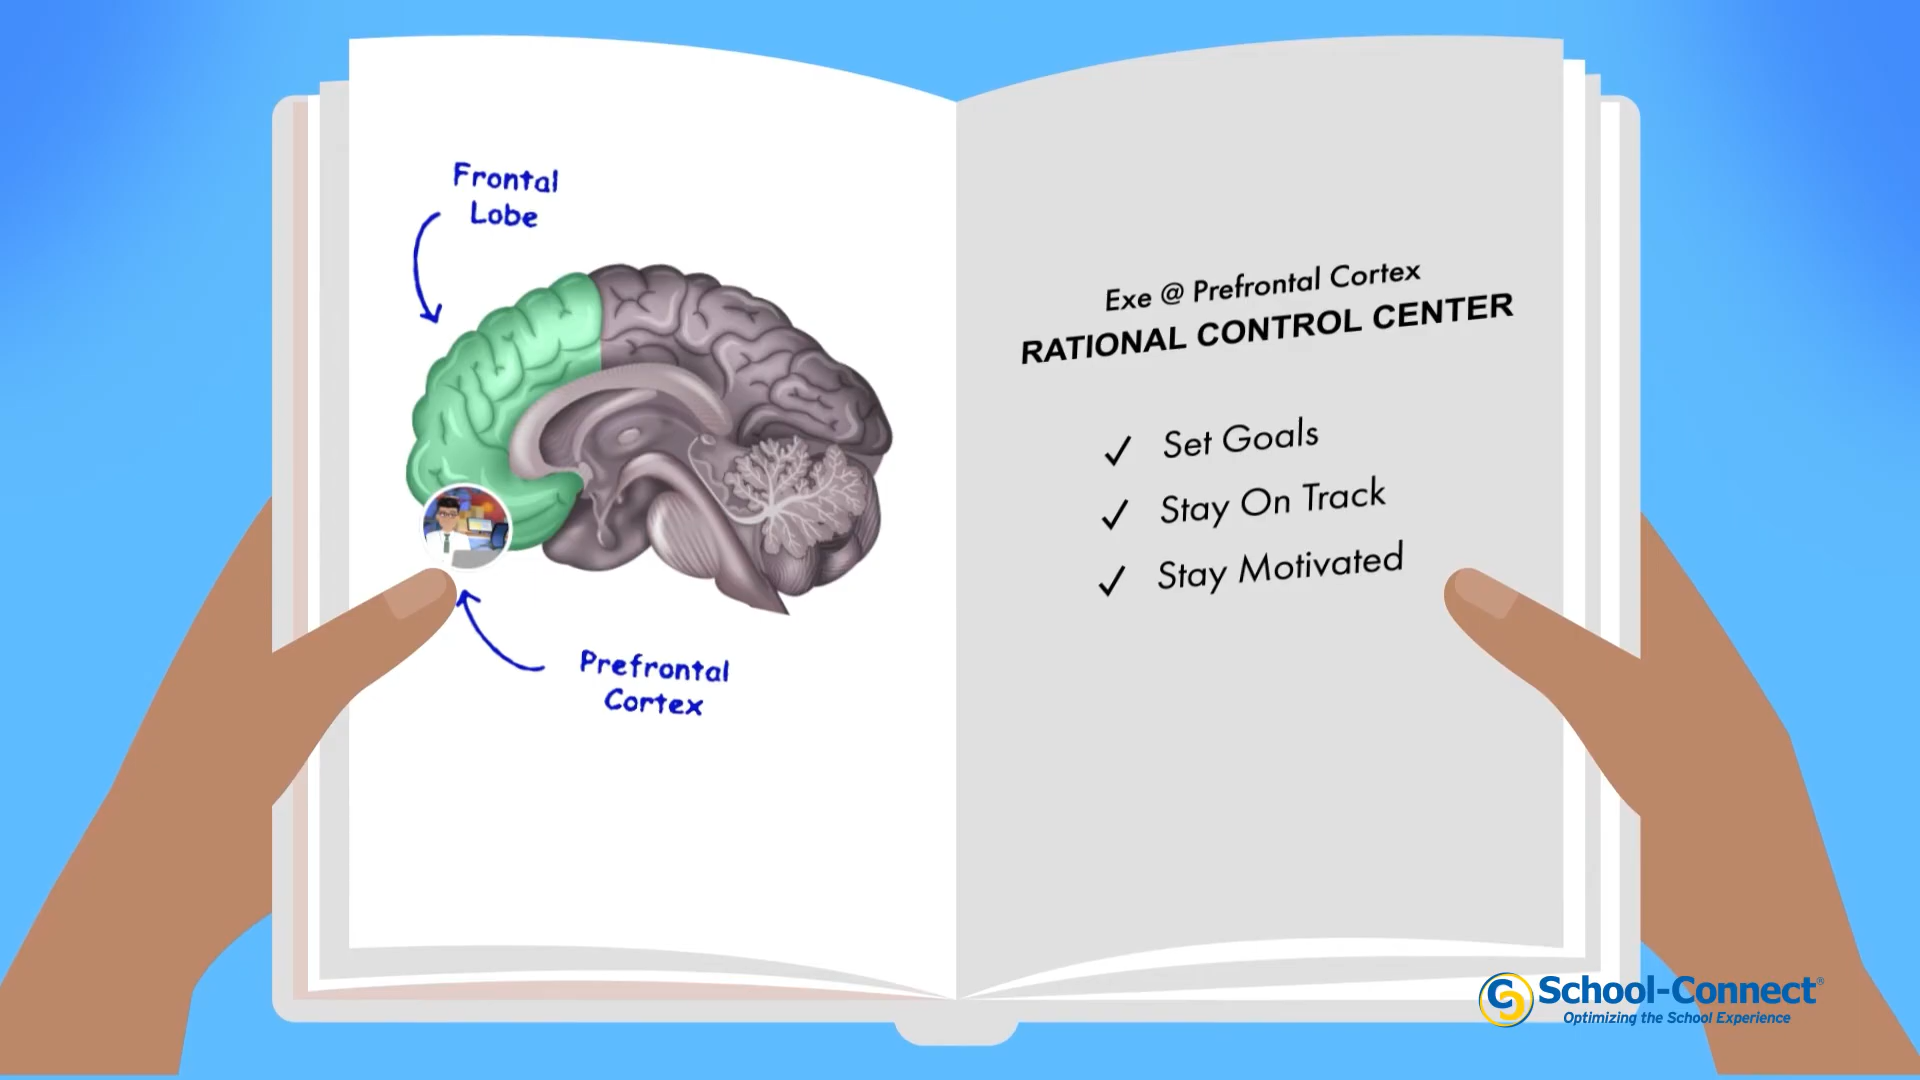 Frontal
Lobe
Prefrontal
Cortex
Exe @ Prefrontal Cortex
RATIONAL CONTROL CENTER
✓ Set Goals
✓ Stay On Track
✓ Stay Motivated
School-Connect®
Optimizing the School Experience